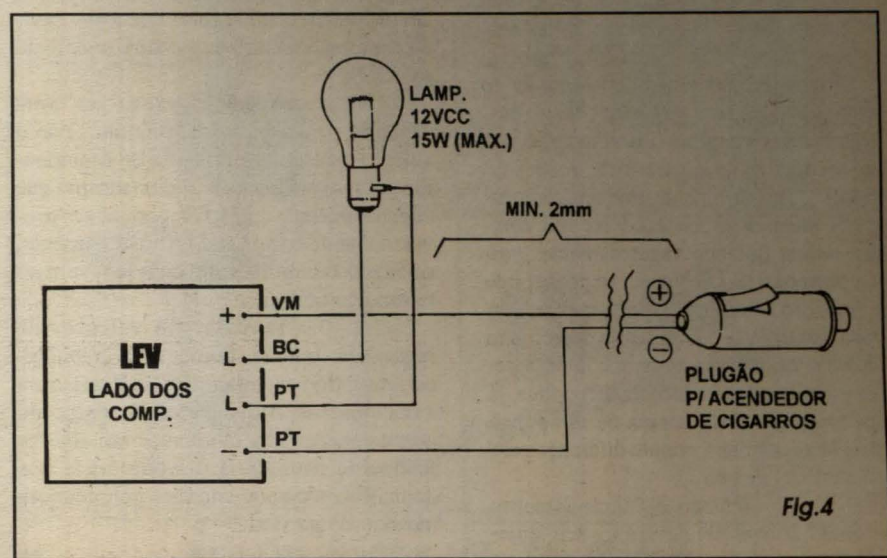 LAMP.
12VCC
15W (MAX.)
MIN. 2mm
+ VM
L BC
L PT
− PT
LEV
LADO DOS
COMP.
+
−
PLUGÃO
P/ ACENDEDOR
DE CIGARROS
Fig.4